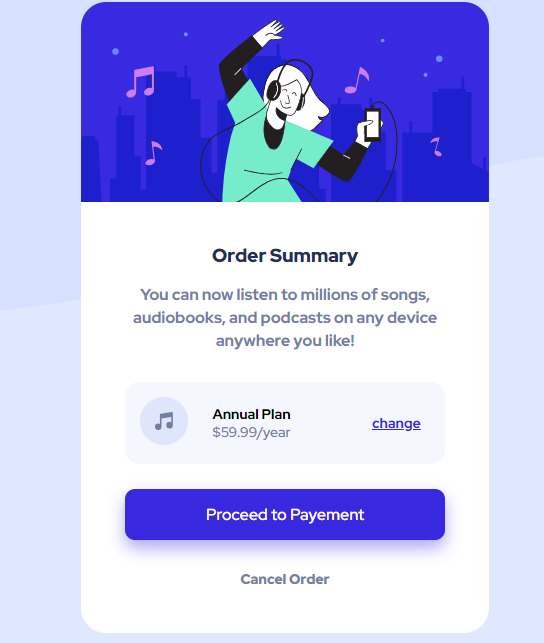 Order Summary
You can now listen to millions of songs,
audiobooks, and podcasts on any device
anywhere you like!
Annual Plan
$59.99/year
change
Proceed to Payement
Cancel Order